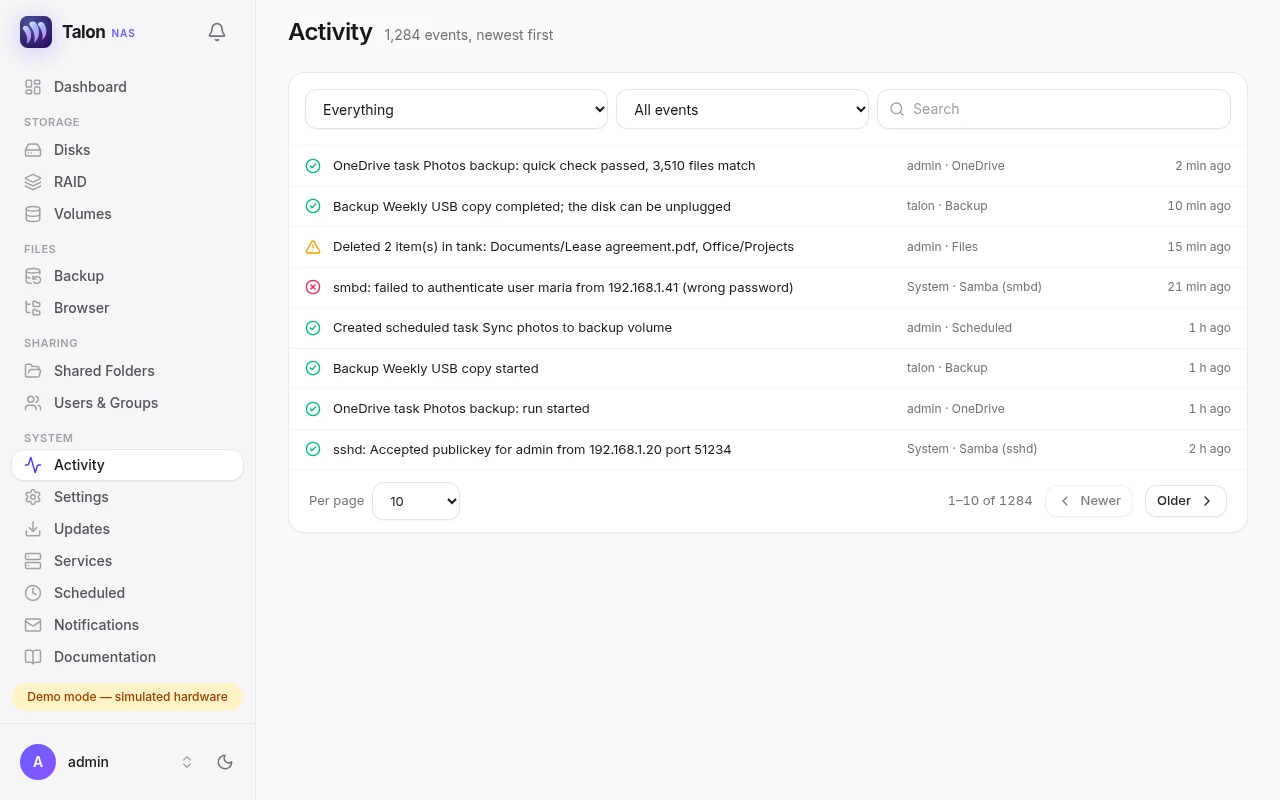 Talon NAS
Dashboard
STORAGE
Disks
RAID
Volumes
FILES
Backup
Browser
SHARING
Shared Folders
Users & Groups
SYSTEM
Activity
Settings
Updates
Services
Scheduled
Notifications
Documentation
Demo mode — simulated hardware
A admin
Activity 1,284 events, newest first
Everything All events Search
OneDrive task Photos backup: quick check passed, 3,510 files match admin · OneDrive 2 min ago
Backup Weekly USB copy completed; the disk can be unplugged talon · Backup 10 min ago
Deleted 2 item(s) in tank: Documents/Lease agreement.pdf, Office/Projects admin · Files 15 min ago
smbd: failed to authenticate user maria from 192.168.1.41 (wrong password) System · Samba (smbd) 21 min ago
Created scheduled task Sync photos to backup volume admin · Scheduled 1 h ago
Backup Weekly USB copy started talon · Backup 1 h ago
OneDrive task Photos backup: run started admin · OneDrive 1 h ago
sshd: Accepted publickey for admin from 192.168.1.20 port 51234 System · Samba (sshd) 2 h ago
Per page 10 1–10 of 1284 Newer Older